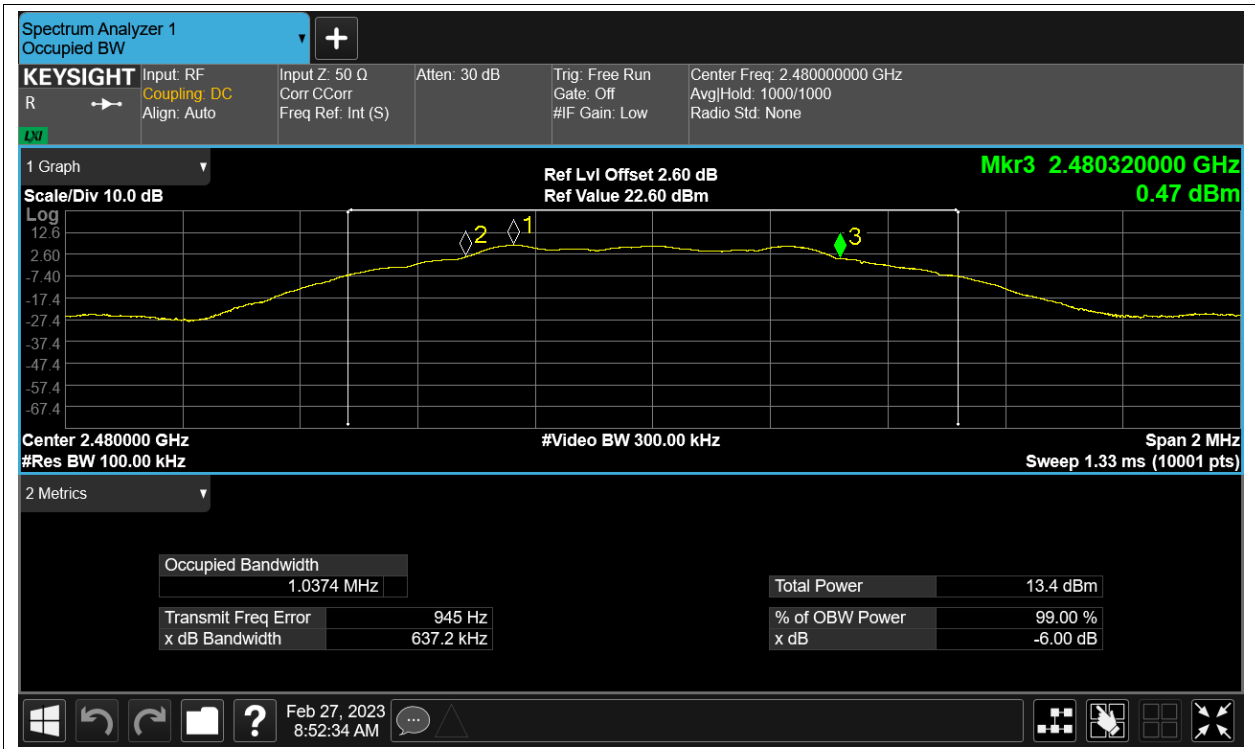 Spectrum Analyzer 1
Occupied BW
KEYSIGHT
R
LXI
Input: RF
Coupling: DC
Align: Auto
Input Z: 50 Ω
Corr CCorr
Freq Ref: Int (S)
Atten: 30 dB
Trig: Free Run
Gate: Off
#IF Gain: Low
Center Freq: 2.480000000 GHz
Avg|Hold: 1000/1000
Radio Std: None
1 Graph
Scale/Div 10.0 dB
Ref Lvl Offset 2.60 dB
Ref Value 22.60 dBm
Mkr3 2.480320000 GHz
0.47 dBm
Log
12.6
2.60
-7.40
-17.4
-27.4
-37.4
-47.4
-57.4
-67.4
2
1
3
Center 2.480000 GHz
#Res BW 100.00 kHz
#Video BW 300.00 kHz
Span 2 MHz
Sweep 1.33 ms (10001 pts)
2 Metrics
Occupied Bandwidth
1.0374 MHz
Total Power 13.4 dBm
Transmit Freq Error 945 Hz
% of OBW Power 99.00 %
x dB Bandwidth 637.2 kHz
x dB -6.00 dB
?
Feb 27, 2023
8:52:34 AM